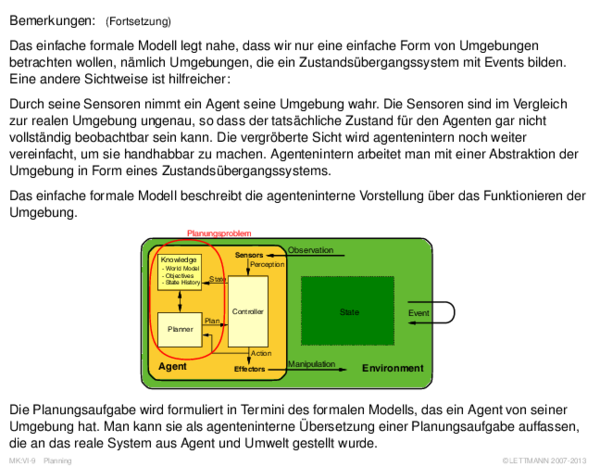 Bemerkungen: (Fortsetzung)
Das einfache formale Modell legt nahe, dass wir nur eine einfache Form von Umgebungen
betrachten wollen, nämlich Umgebungen, die ein Zustandsübergangssystem mit Events bilden.
Eine andere Sichtweise ist hilfreicher:
Durch seine Sensoren nimmt ein Agent seine Umgebung wahr. Die Sensoren sind im Vergleich
zur realen Umgebung ungenau, so dass der tatsächliche Zustand für den Agenten gar nicht
vollständig beobachtbar sein kann. Die vergröberte Sicht wird agentenintern noch weiter
vereinfacht, um sie handhabbar zu machen. Agentenintern arbeitet man mit einer Abstraktion der
Umgebung in Form eines Zustandsübergangssystems.
Das einfache formale Modell beschreibt die agenteninterne Vorstellung über das Funktionieren der
Umgebung.
Planungsproblem
Sensors
Observation
Perception
Knowledge
- World Model
- Objectives
- State History
State
Controller
State
Event
Plan
Planner
Action
Agent
Effectors
Manipulation
Environment
Die Planungsaufgabe wird formuliert in Termini des formalen Modells, das ein Agent von seiner
Umgebung hat. Man kann sie als agenteninterne Übersetzung einer Planungsaufgabe auffassen,
die an das reale System aus Agent und Umwelt gestellt wurde.
MK:VI-9 Planning
©LETTMANN 2007-2013